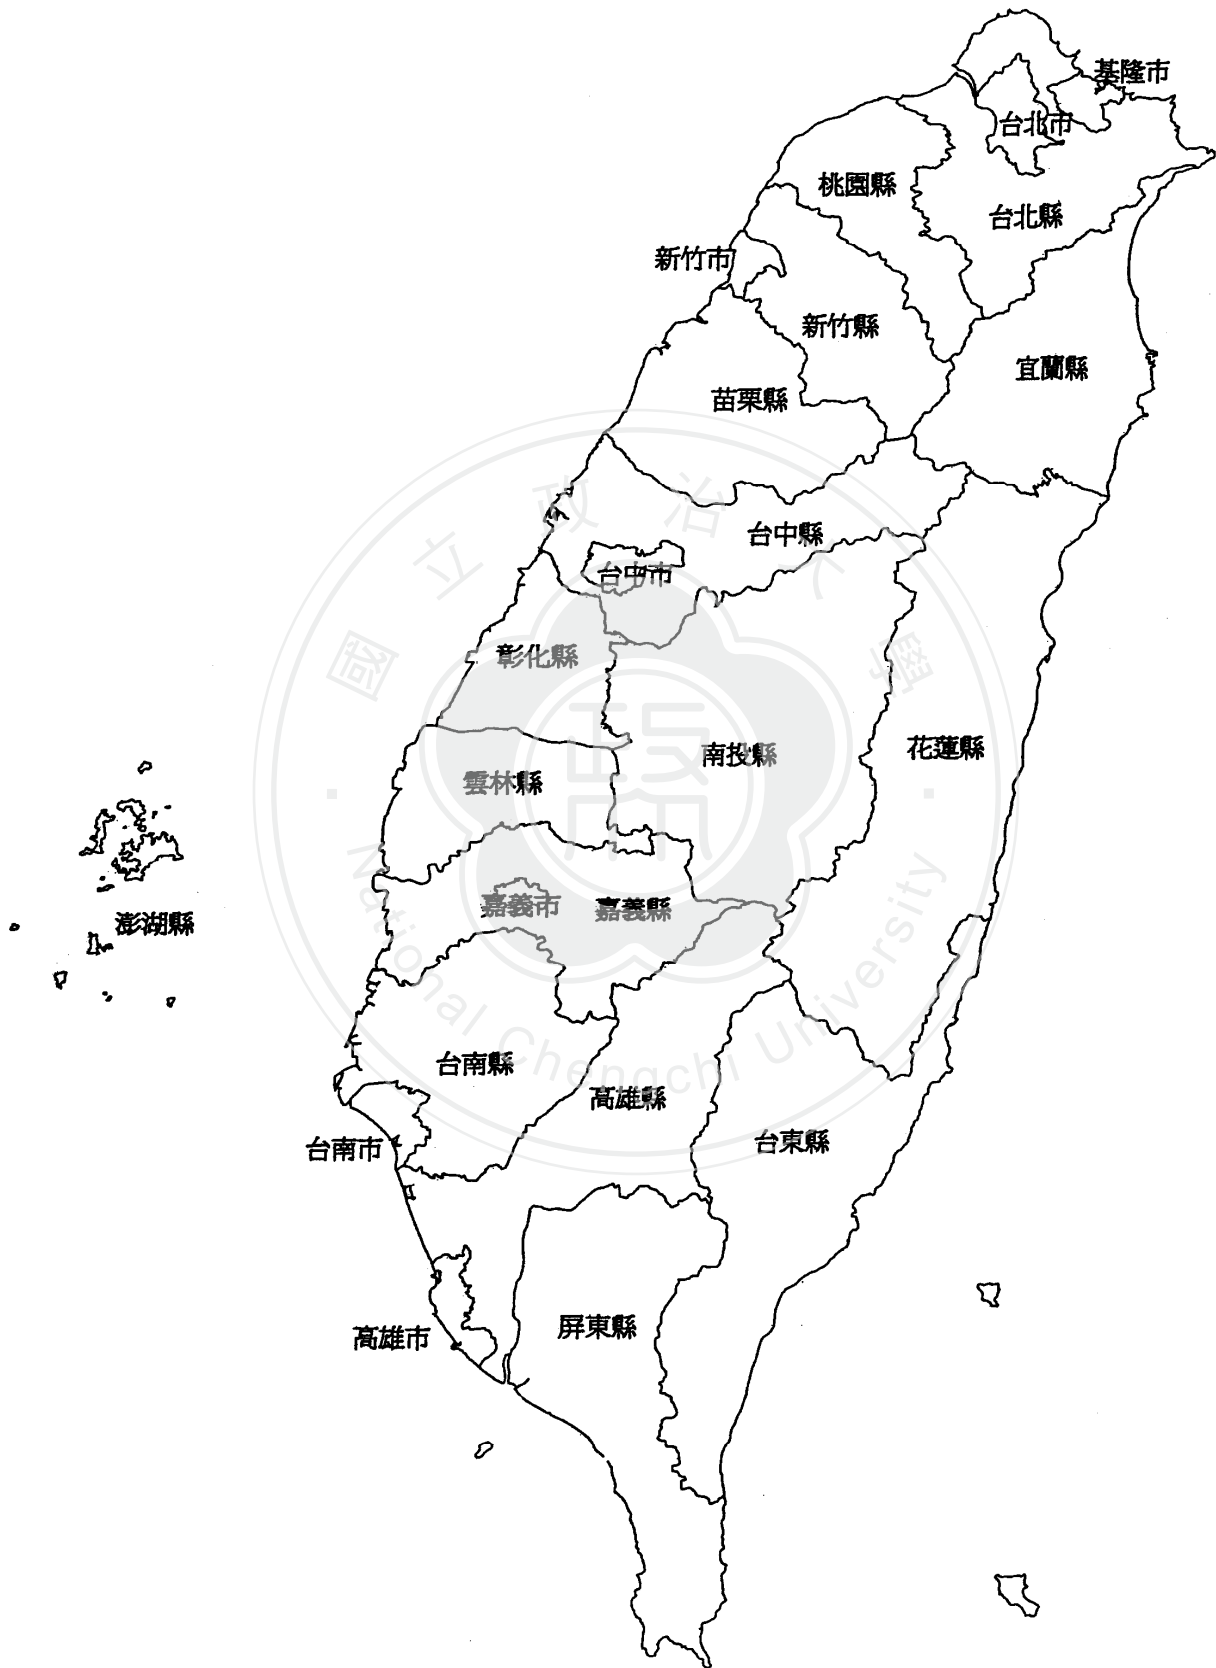 基隆市
台北市
桃園縣
台北縣
新竹市
新竹縣
宜蘭縣
苗栗縣
國立政治大學
台中縣
台中市
彰化縣
南投縣
花蓮縣
雲林縣
嘉義市
嘉義縣
澎湖縣
National Chengchi University
台南縣
高雄縣
台東縣
台南市
屏東縣
高雄市